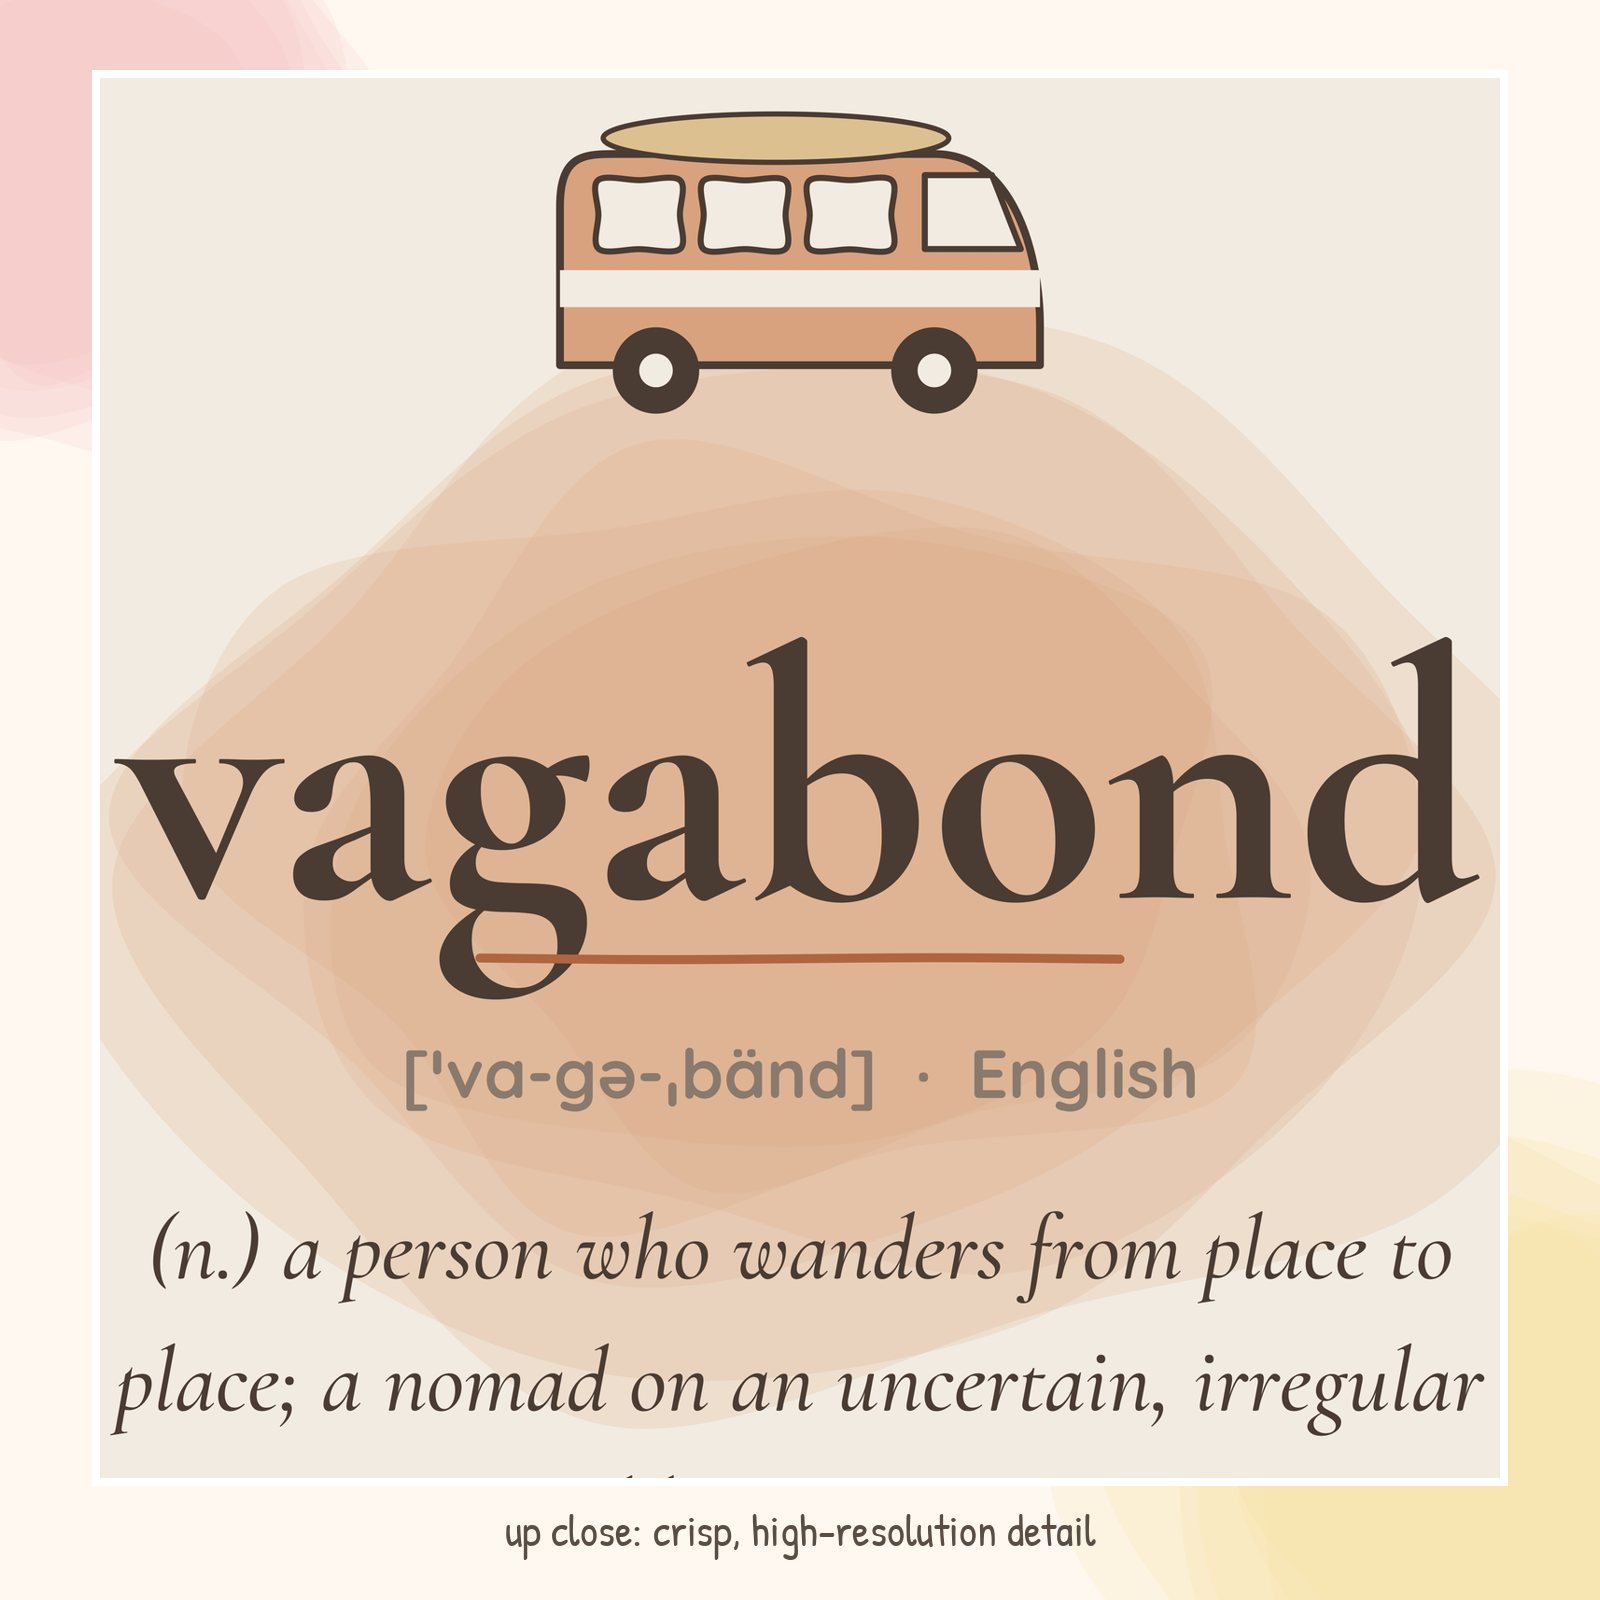 vagabond
[ˈva-gə-ˌbänd] · English
(n.) a person who wanders from place to
place; a nomad on an uncertain, irregular
up close: crisp, high-resolution detail